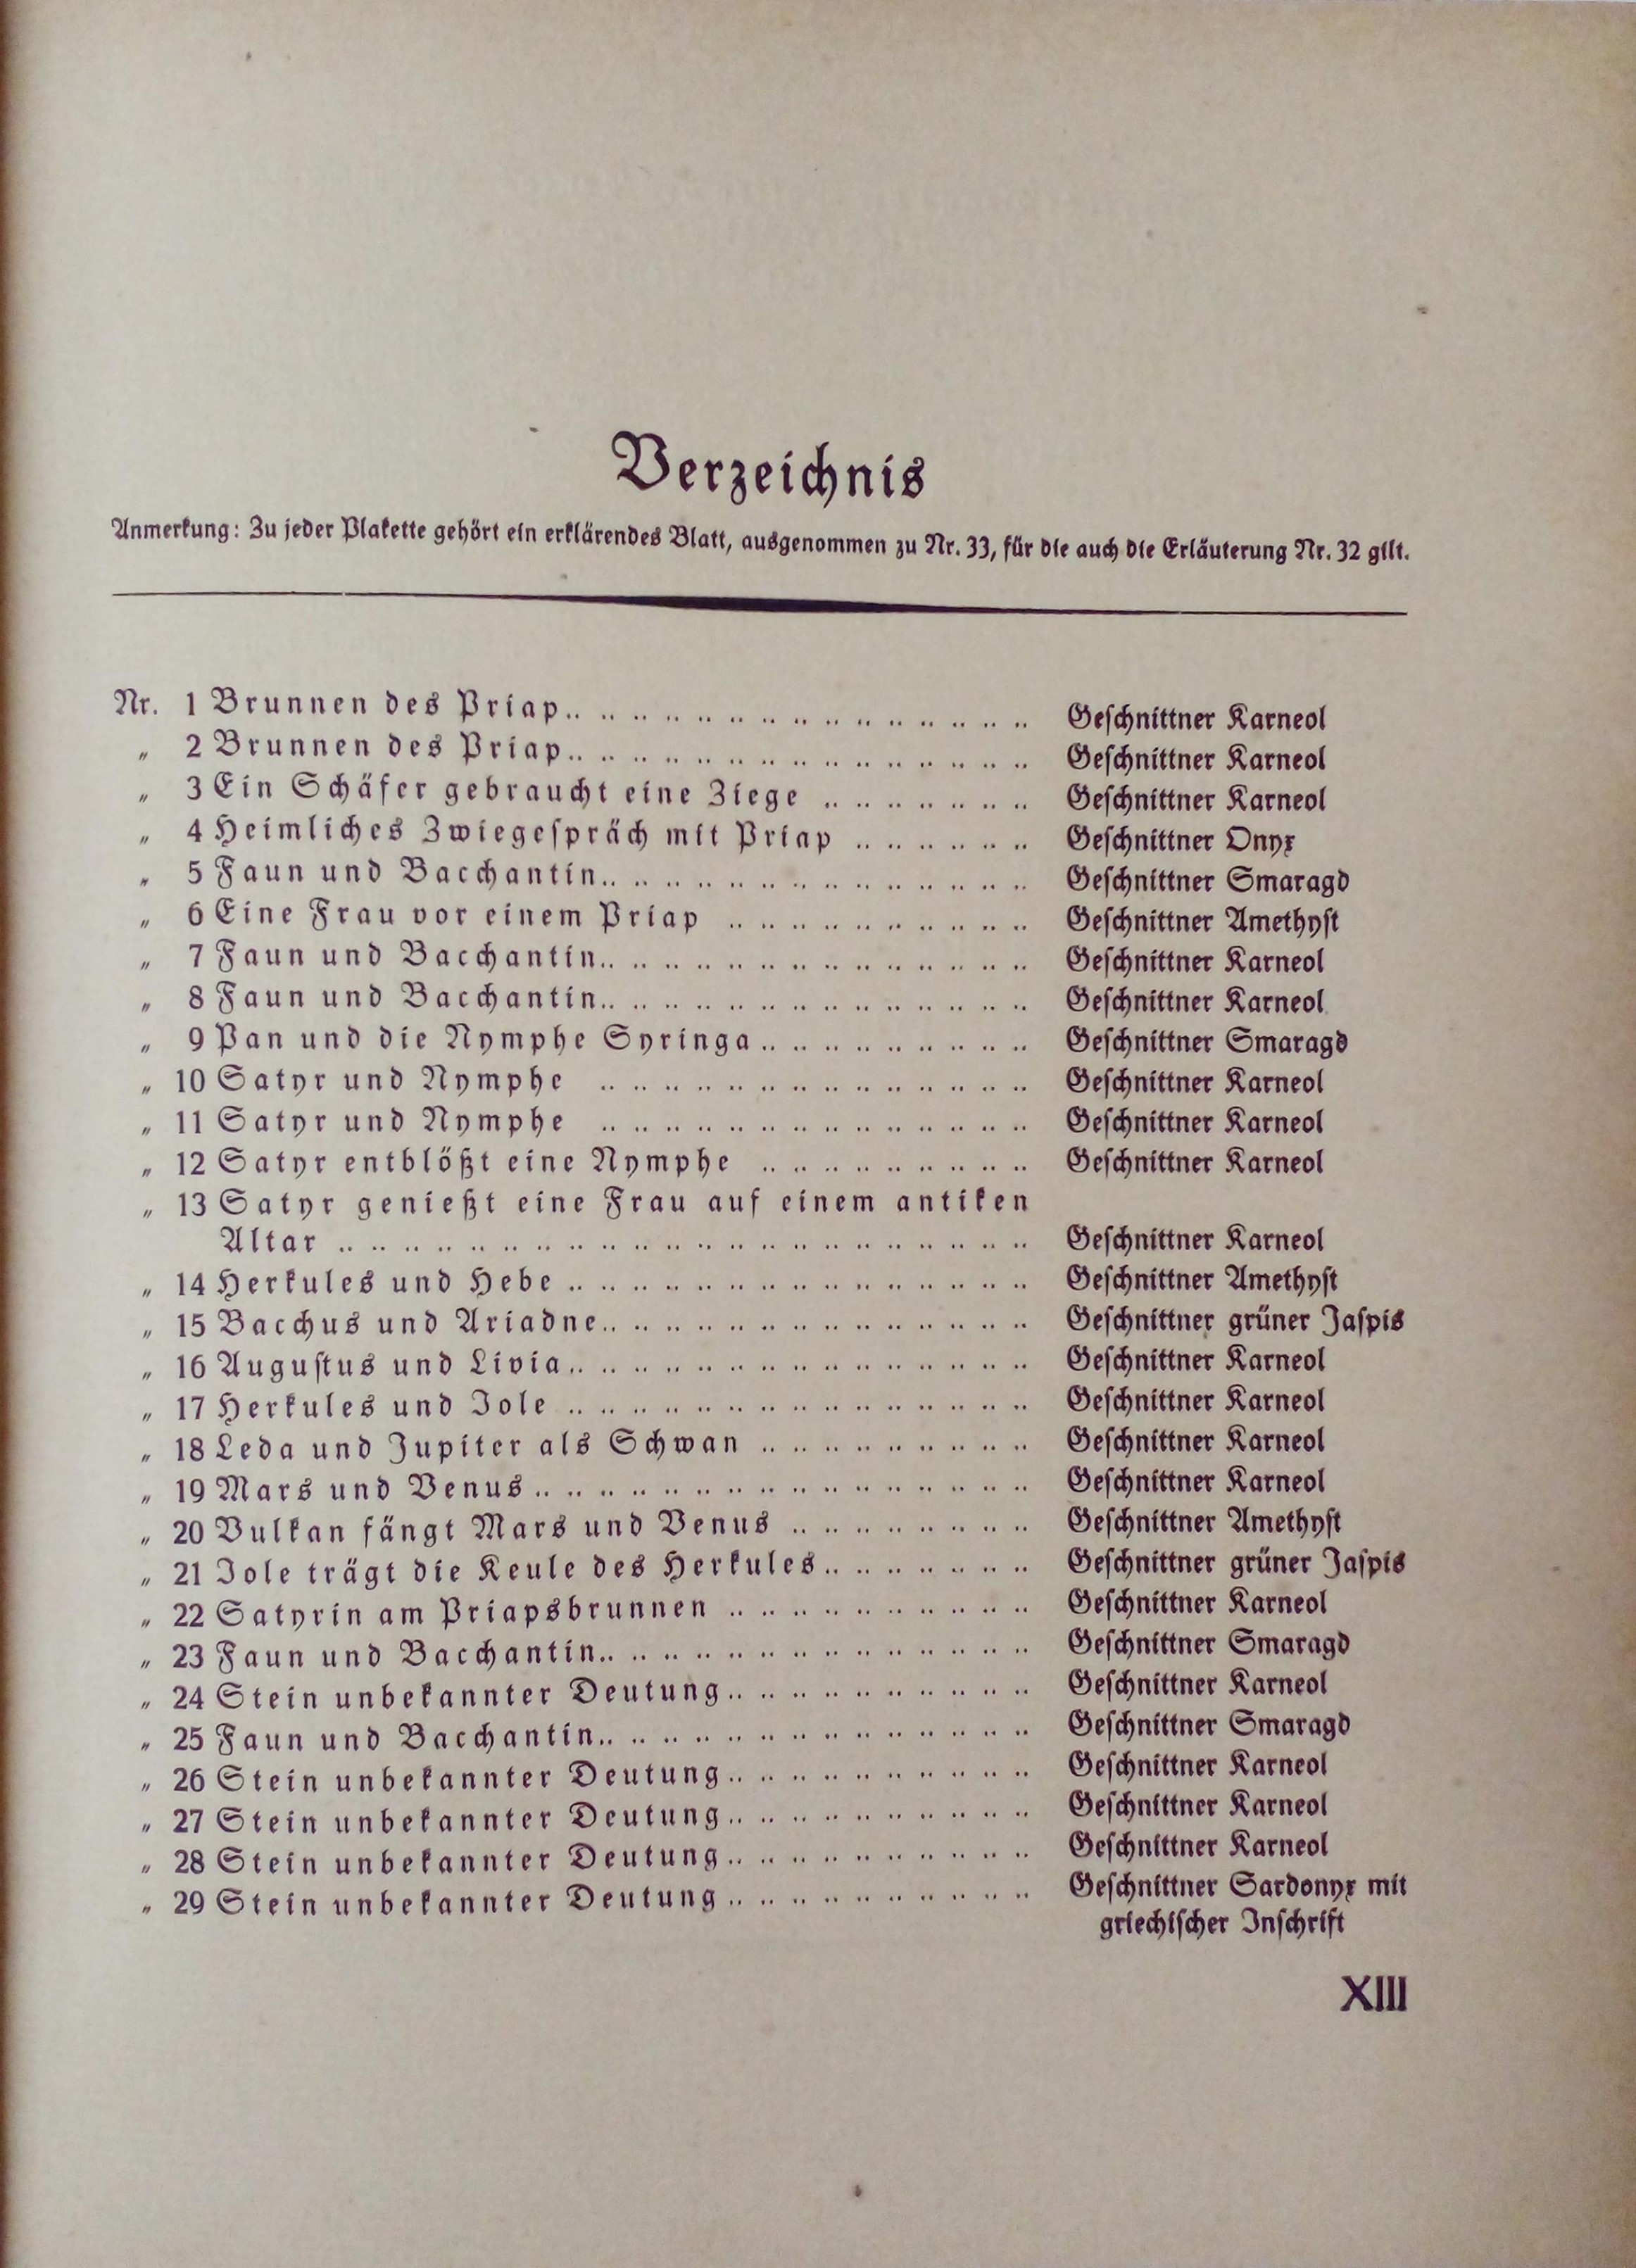 Verzeichnis
Anmerkung: Zu jeder Plakette gehört ein erklärendes Blatt, ausgenommen zu Nr. 33, für die auch die Erläuterung Nr. 32 gilt.
Nr. 1 Brunnen des Priap.. .. .. .. .. .. .. .. .. .. .. .. .. .. .. Geschnittner Karneol
„ 2 Brunnen des Priap.. .. .. .. .. .. .. .. .. .. .. .. .. .. .. Geschnittner Karneol
„ 3 Ein Schäfer gebraucht eine Ziege .. .. .. .. .. .. .. Geschnittner Karneol
„ 4 Heimliches Zwiegespräch mit Priap .. .. .. .. .. .. Geschnittner Onyx
„ 5 Faun und Bacchantin.. .. .. .. .. .. .. .. .. .. .. .. .. .. Geschnittner Smaragd
„ 6 Eine Frau vor einem Priap .. .. .. .. .. .. .. .. .. .. Geschnittner Amethyst
„ 7 Faun und Bacchantin.. .. .. .. .. .. .. .. .. .. .. .. .. .. Geschnittner Karneol
„ 8 Faun und Bacchantin.. .. .. .. .. .. .. .. .. .. .. .. .. .. Geschnittner Karneol
„ 9 Pan und die Nymphe Syringa.. .. .. .. .. .. .. .. .. Geschnittner Smaragd
„ 10 Satyr und Nymphe .. .. .. .. .. .. .. .. .. .. .. .. .. .. Geschnittner Karneol
„ 11 Satyr und Nymphe .. .. .. .. .. .. .. .. .. .. .. .. .. .. Geschnittner Karneol
„ 12 Satyr entblößt eine Nymphe .. .. .. .. .. .. .. .. .. Geschnittner Karneol
„ 13 Satyr genießt eine Frau auf einem antiken
Altar .. .. .. .. .. .. .. .. .. .. .. .. .. .. .. .. .. .. .. .. .. .. Geschnittner Karneol
„ 14 Herkules und Hebe .. .. .. .. .. .. .. .. .. .. .. .. .. .. .. Geschnittner Amethyst
„ 15 Bacchus und Ariadne.. .. .. .. .. .. .. .. .. .. .. .. .. .. Geschnittner grüner Jaspis
„ 16 Augustus und Livia.. .. .. .. .. .. .. .. .. .. .. .. .. .. .. Geschnittner Karneol
„ 17 Herkules und Jole .. .. .. .. .. .. .. .. .. .. .. .. .. .. .. Geschnittner Karneol
„ 18 Leda und Jupiter als Schwan .. .. .. .. .. .. .. .. .. Geschnittner Karneol
„ 19 Mars und Venus.. .. .. .. .. .. .. .. .. .. .. .. .. .. .. .. Geschnittner Karneol
„ 20 Vulkan fängt Mars und Venus .. .. .. .. .. .. .. .. Geschnittner Amethyst
„ 21 Jole trägt die Keule des Herkules.. .. .. .. .. .. .. Geschnittner grüner Jaspis
„ 22 Satyrin am Priapsbrunnen .. .. .. .. .. .. .. .. .. .. Geschnittner Karneol
„ 23 Faun und Bacchantin.. .. .. .. .. .. .. .. .. .. .. .. .. .. Geschnittner Smaragd
„ 24 Stein unbekannter Deutung.. .. .. .. .. .. .. .. .. .. Geschnittner Karneol
„ 25 Faun und Bacchantin.. .. .. .. .. .. .. .. .. .. .. .. .. .. Geschnittner Smaragd
„ 26 Stein unbekannter Deutung.. .. .. .. .. .. .. .. .. .. Geschnittner Karneol
„ 27 Stein unbekannter Deutung.. .. .. .. .. .. .. .. .. .. Geschnittner Karneol
„ 28 Stein unbekannter Deutung.. .. .. .. .. .. .. .. .. .. Geschnittner Karneol
„ 29 Stein unbekannter Deutung.. .. .. .. .. .. .. .. .. .. Geschnittner Sardonyx mit
griechischer Inschrift
XIII